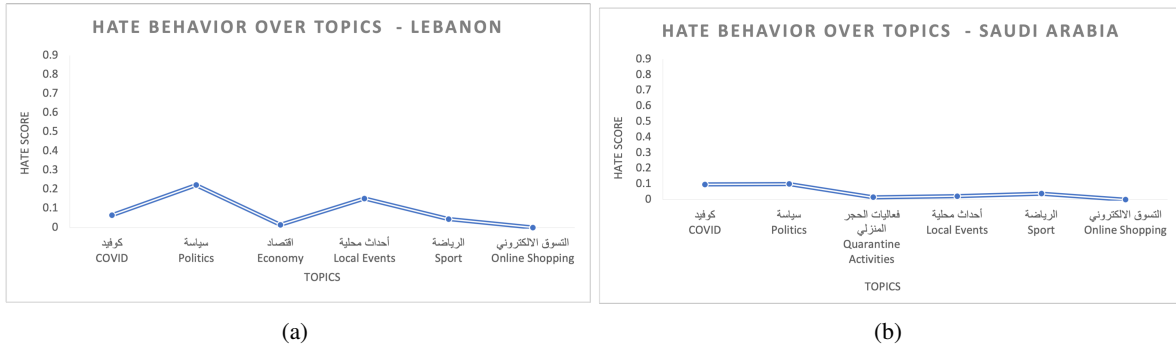 HATE BEHAVIOR OVER TOPICS - LEBANON
0.9
0.8
0.7
0.6
0.5
0.4
0.3
0.2
0.1
0
HATE SCORE
كوفيد
COVID
سياسة
Politics
اقتصاد
Economy
أحداث محلية
Local Events
الرياضة
Sport
التسوق الالكتروني
Online Shopping
TOPICS
(a)
HATE BEHAVIOR OVER TOPICS - SAUDI ARABIA
0.9
0.8
0.7
0.6
0.5
0.4
0.3
0.2
0.1
0
HATE SCORE
كوفيد
COVID
سياسة
Politics
فعاليات الحجر
المنزلي
Quarantine
Activities
أحداث محلية
Local Events
الرياضة
Sport
التسوق الالكتروني
Online Shopping
TOPICS
(b)